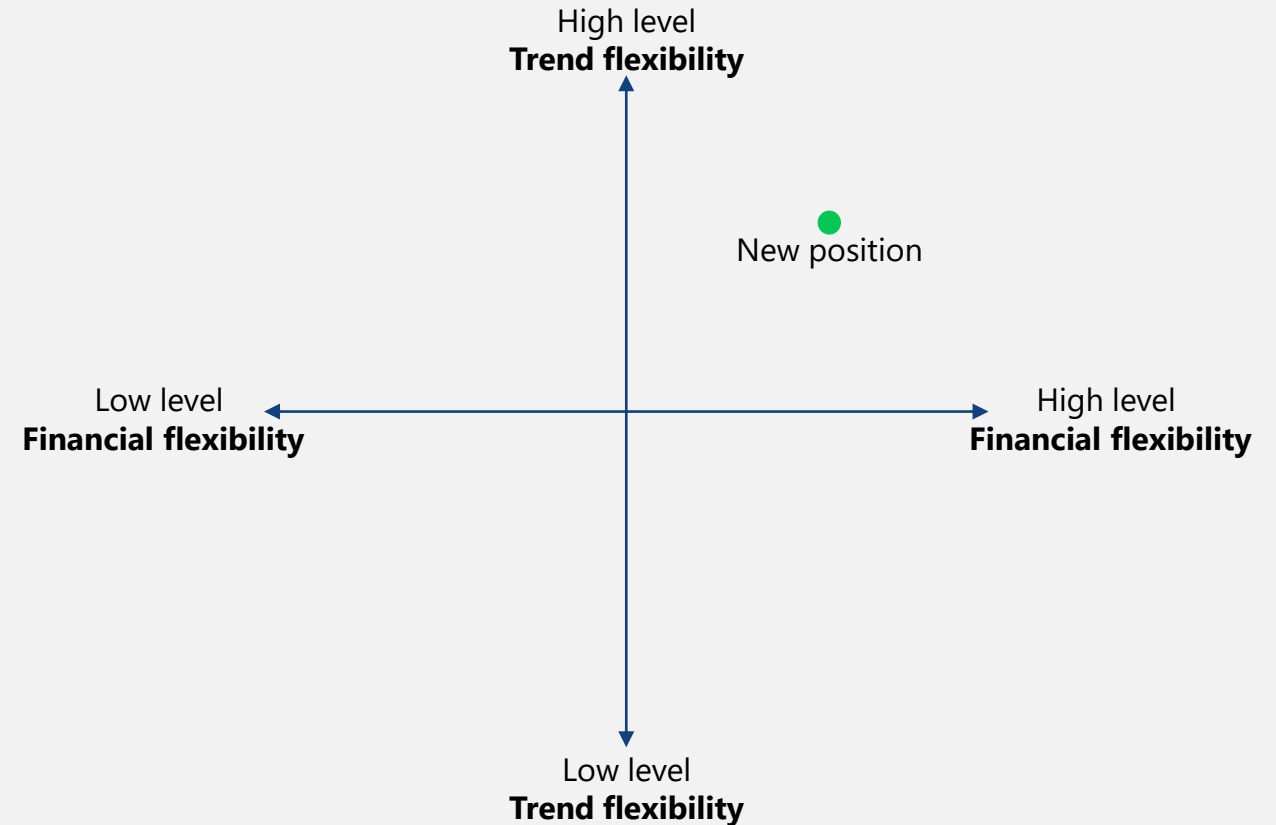 High level
Trend flexibility
New position
Low level
Financial flexibility
High level
Financial flexibility
Low level
Trend flexibility